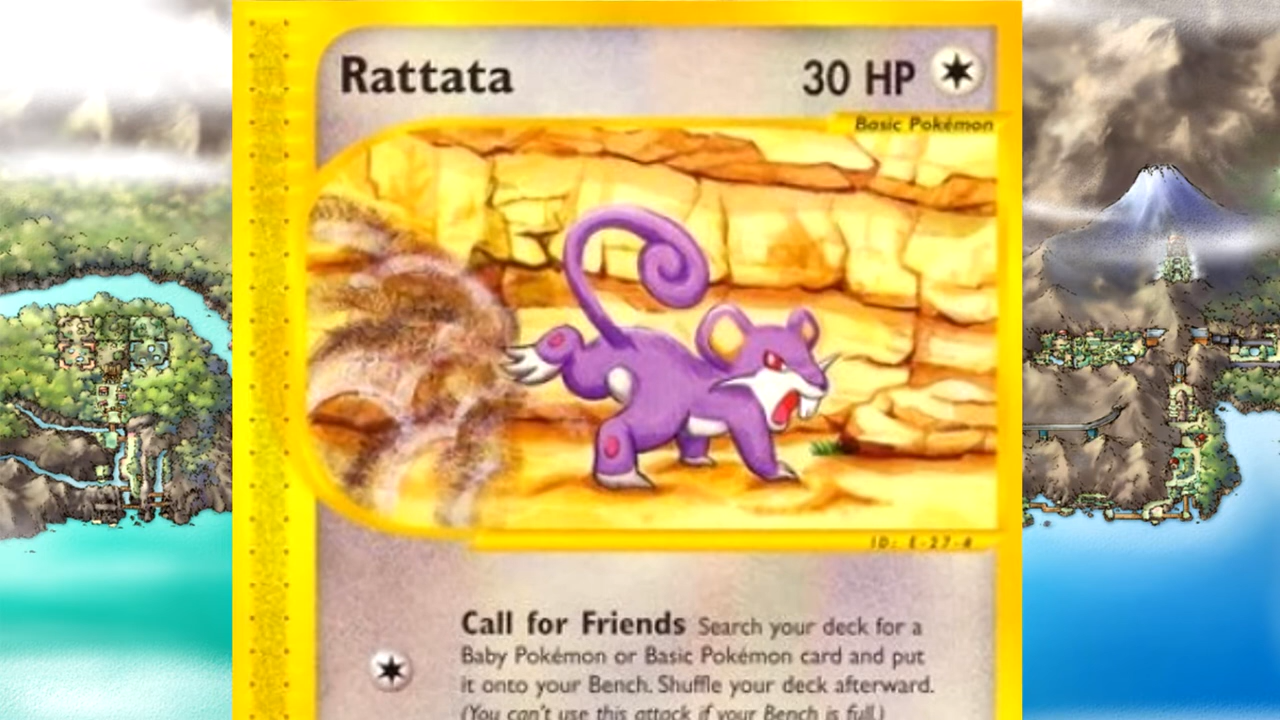 Rattata 30 HP
Basic Pokémon
ID: E-27-4
Call for Friends Search your deck for a
Baby Pokémon or Basic Pokémon card and put
it onto your Bench. Shuffle your deck afterward.
(You can't use this attack if your Bench is full.)